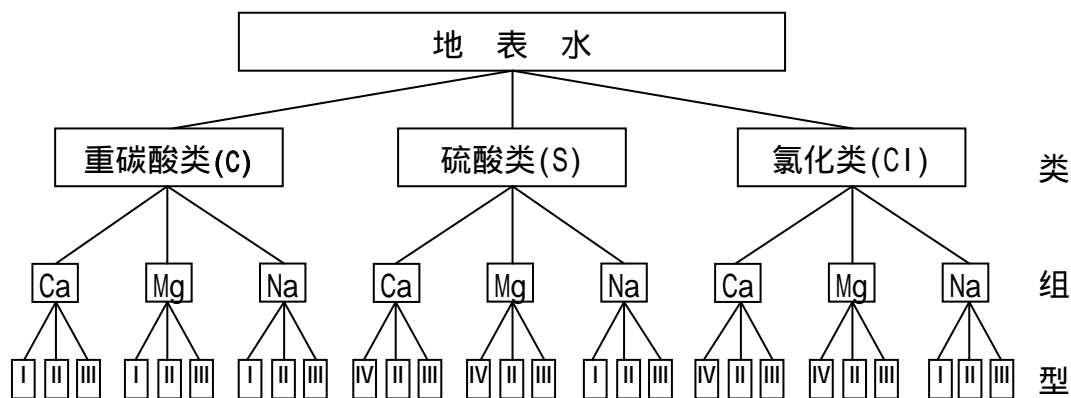 地 表 水
重碳酸类(C) 硫酸类(S) 氯化类(Cl) 类
Ca Mg Na Ca Mg Na Ca Mg Na 组
I II III I II III I II III IV II III IV II III I II III IV II III IV II III I II III 型